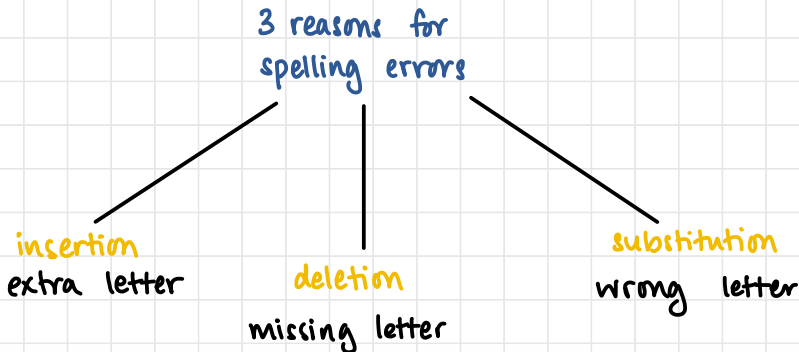 3 reasons for
spelling errors
insertion
extra letter
deletion
missing letter
substitution
wrong letter